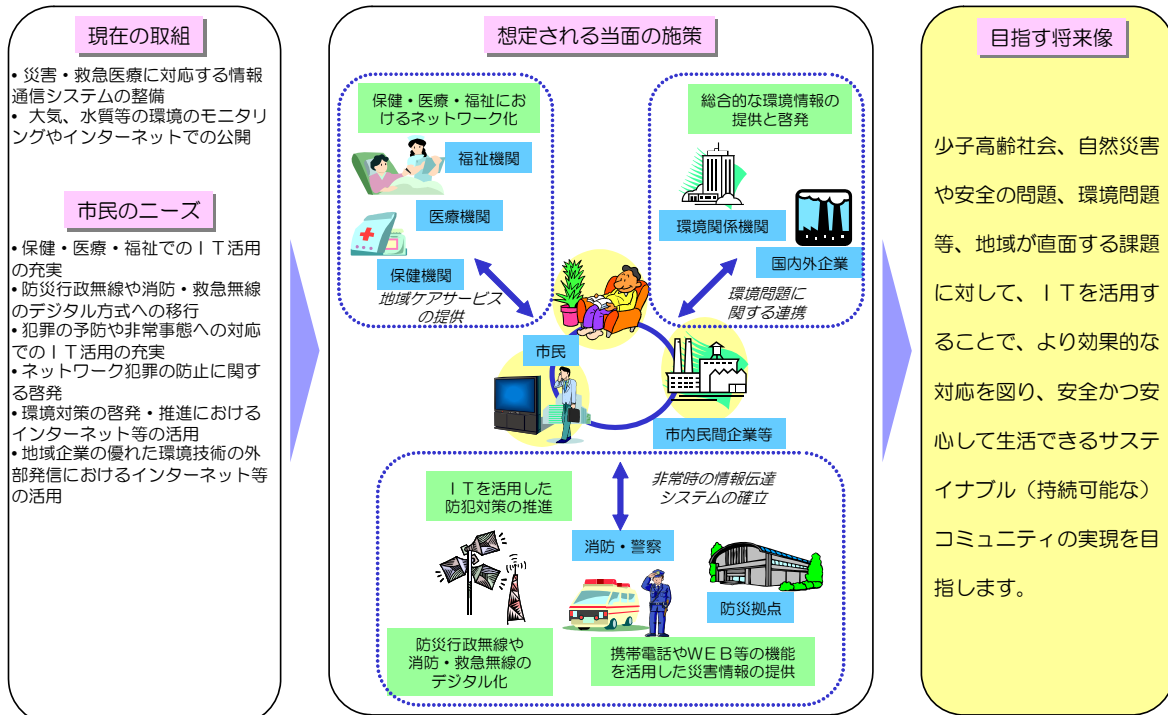 現在の取組
• 災害・救急医療に対応する情報
通信システムの整備
• 大気、水質等の環境のモニタリ
ングやインターネットでの公開
市民のニーズ
• 保健・医療・福祉でのＩＴ活用
の充実
• 防災行政無線や消防・救急無線
のデジタル方式への移行
• 犯罪の予防や非常事態への対応
でのＩＴ活用の充実
• ネットワーク犯罪の防止に関す
る啓発
• 環境対策の啓発・推進における
インターネット等の活用
• 地域企業の優れた環境技術の外
部発信におけるインターネット等
の活用
想定される当面の施策
保健・医療・福祉にお
けるネットワーク化
福祉機関
医療機関
保健機関
地域ケアサービス
の提供
総合的な環境情報の
提供と啓発
環境関係機関
国内外企業
環境問題に
関する連携
市民
市内民間企業等
非常時の情報伝達
システムの確立
ＩＴを活用した
防犯対策の推進
消防・警察
防災拠点
防災行政無線や
消防・救急無線の
デジタル化
携帯電話やＷＥＢ等の機能
を活用した災害情報の提供
目指す将来像
少子高齢社会、自然災害
や安全の問題、環境問題
等、地域が直面する課題
に対して、ＩＴを活用す
ることで、より効果的な
対応を図り、安全かつ安
心して生活できるサステ
イナブル（持続可能な）
コミュニティの実現を目
指します。